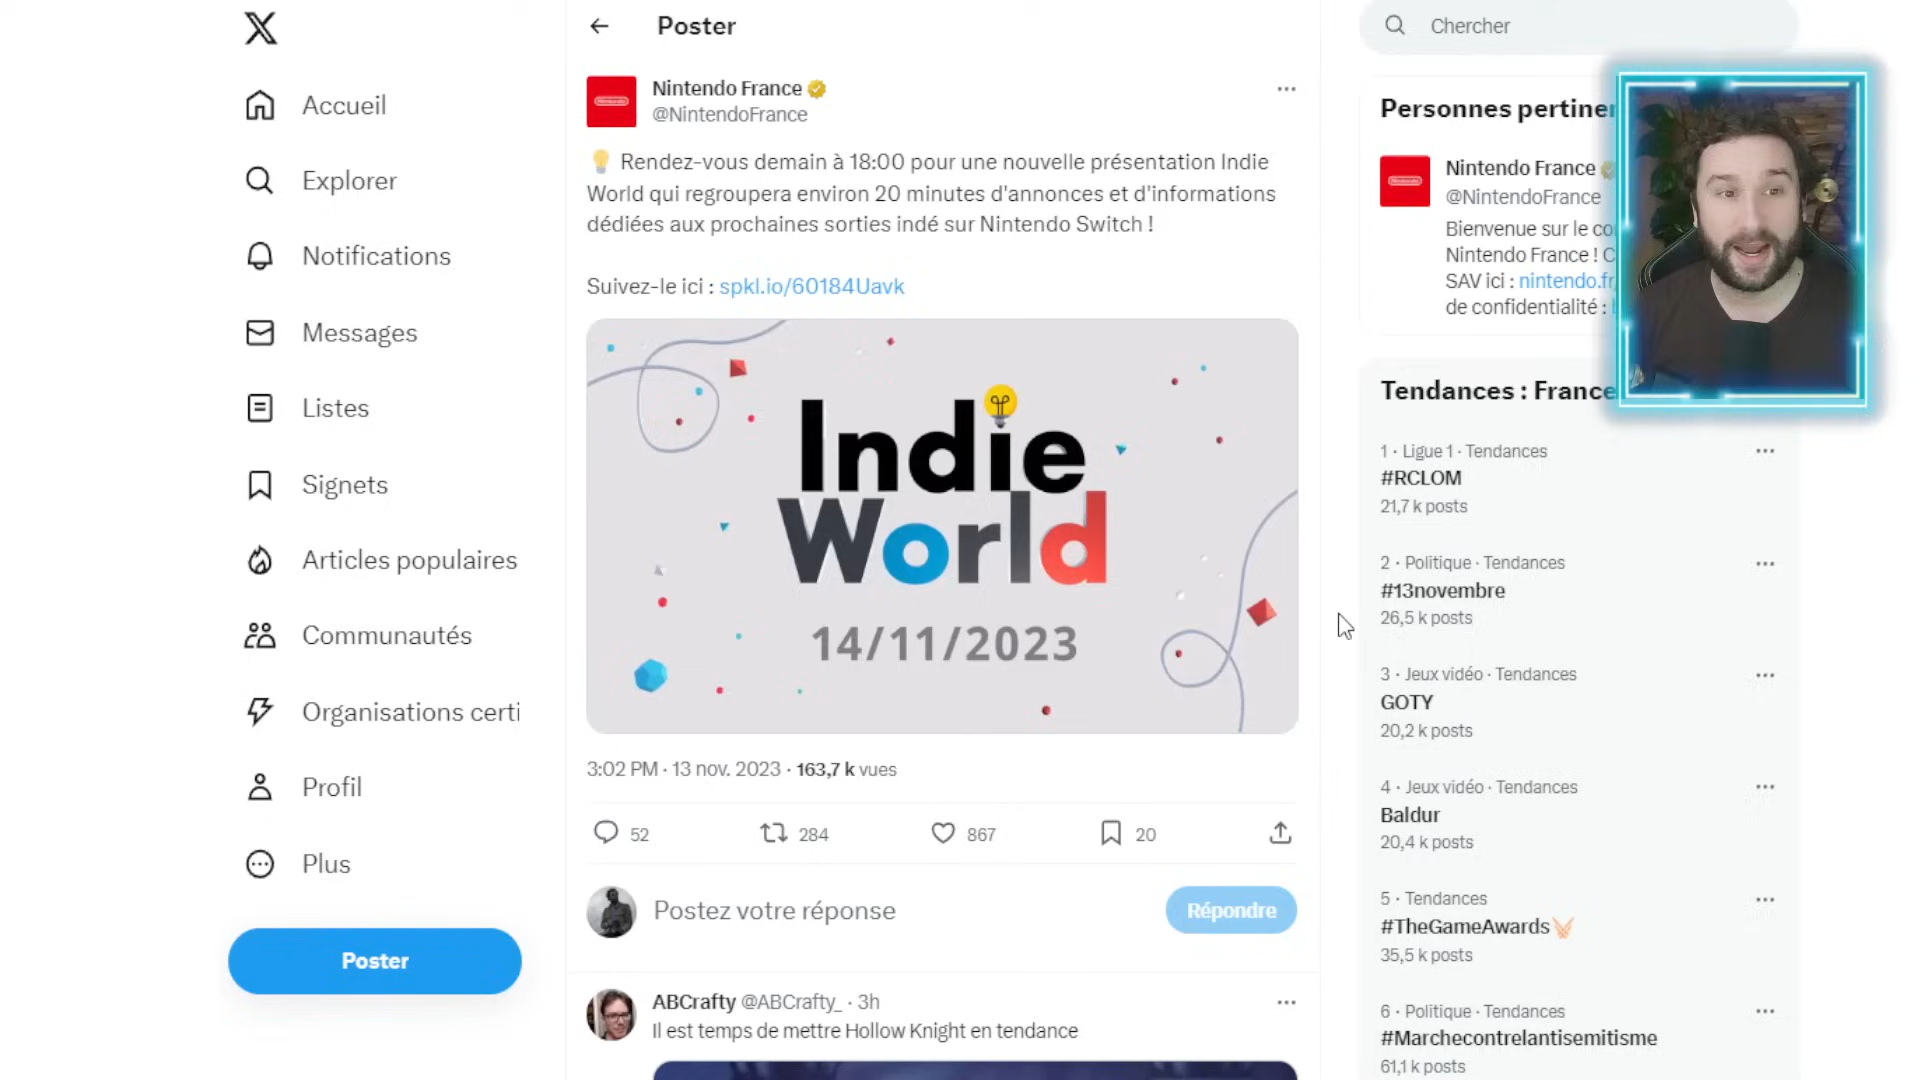 Accueil
Explorer
Notifications
Messages
Listes
Signets
Articles populaires
Communautés
Organisations certi
Profil
Plus
Poster
Poster
Nintendo France
@NintendoFrance
Rendez-vous demain à 18:00 pour une nouvelle présentation Indie
World qui regroupera environ 20 minutes d'annonces et d'informations
dédiées aux prochaines sorties indé sur Nintendo Switch !
Suivez-le ici : spkl.io/60184Uavk
Indie
World
14/11/2023
3:02 PM · 13 nov. 2023 · 163,7 k vues
52 284 867 20
Postez votre réponse
Répondre
ABCrafty @ABCrafty_ · 3h
Il est temps de mettre Hollow Knight en tendance
Chercher
Personnes pertine
Nintendo France
@NintendoFrance
Bienvenue sur le co
Nintendo France ! C
SAV ici : nintendo.fr
de confidentialité :
Tendances : France
1 · Ligue 1 · Tendances
#RCLOM
21,7 k posts
2 · Politique · Tendances
#13novembre
26,5 k posts
3 · Jeux vidéo · Tendances
GOTY
20,2 k posts
4 · Jeux vidéo · Tendances
Baldur
20,4 k posts
5 · Tendances
#TheGameAwards
35,5 k posts
6 · Politique · Tendances
#Marchecontrelantisemitisme
61,1 k posts